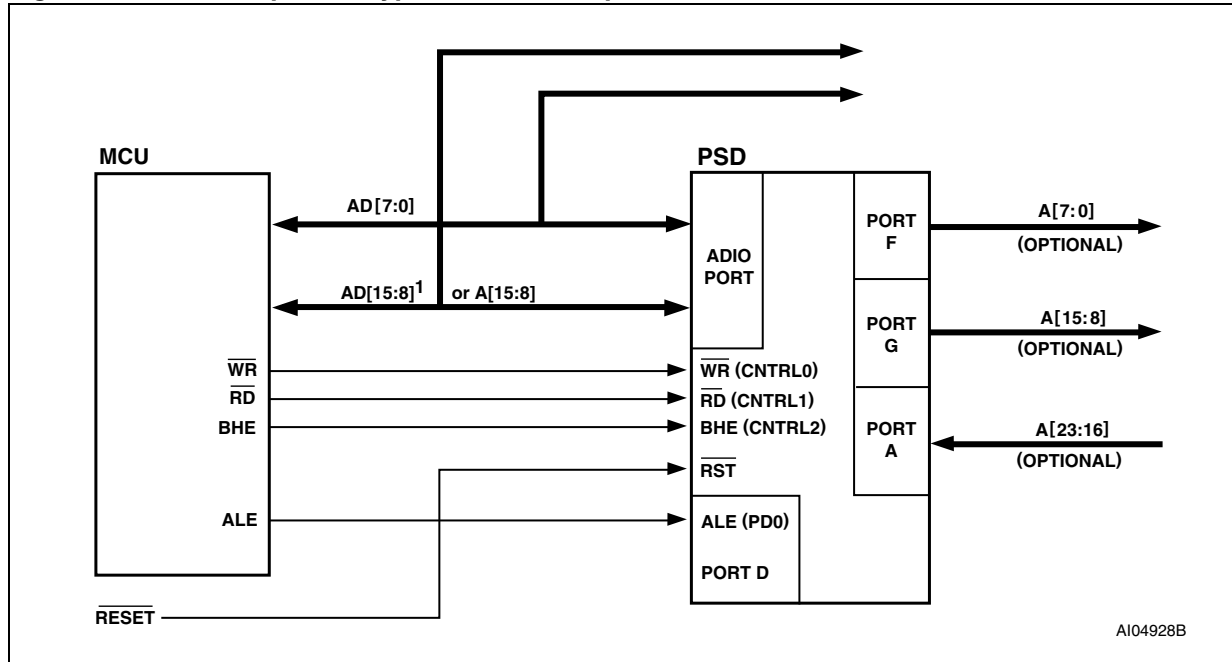 MCU
PSD
AD[7:0]
AD[15:8]1 or A[15:8]
ADIO
PORT
PORT
F
A[7:0]
(OPTIONAL)
PORT
G
A[15:8]
(OPTIONAL)
PORT
A
A[23:16]
(OPTIONAL)
WR
WR (CNTRL0)
RD
RD (CNTRL1)
BHE
BHE (CNTRL2)
RST
ALE
ALE (PD0)
PORT D
RESET
AI04928B